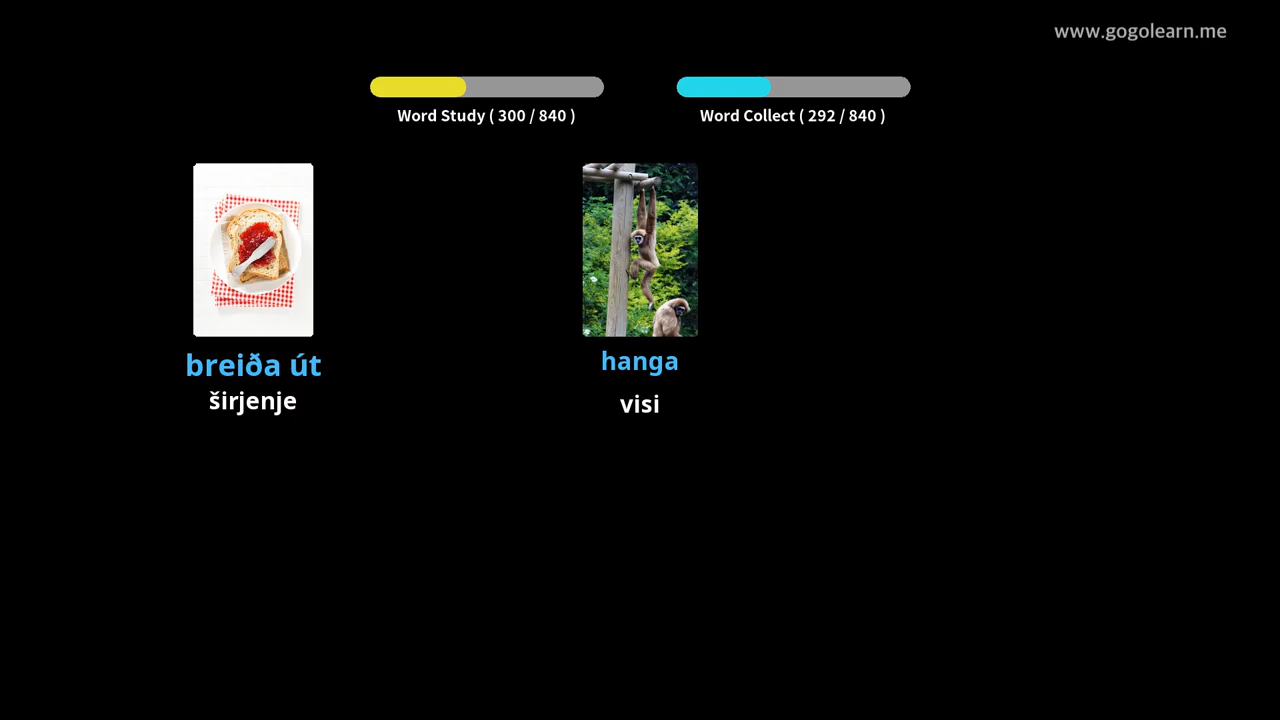 www.gogolearn.me
Word Study ( 300 / 840 )
Word Collect ( 292 / 840 )
breiða út
širjenje
hanga
visi